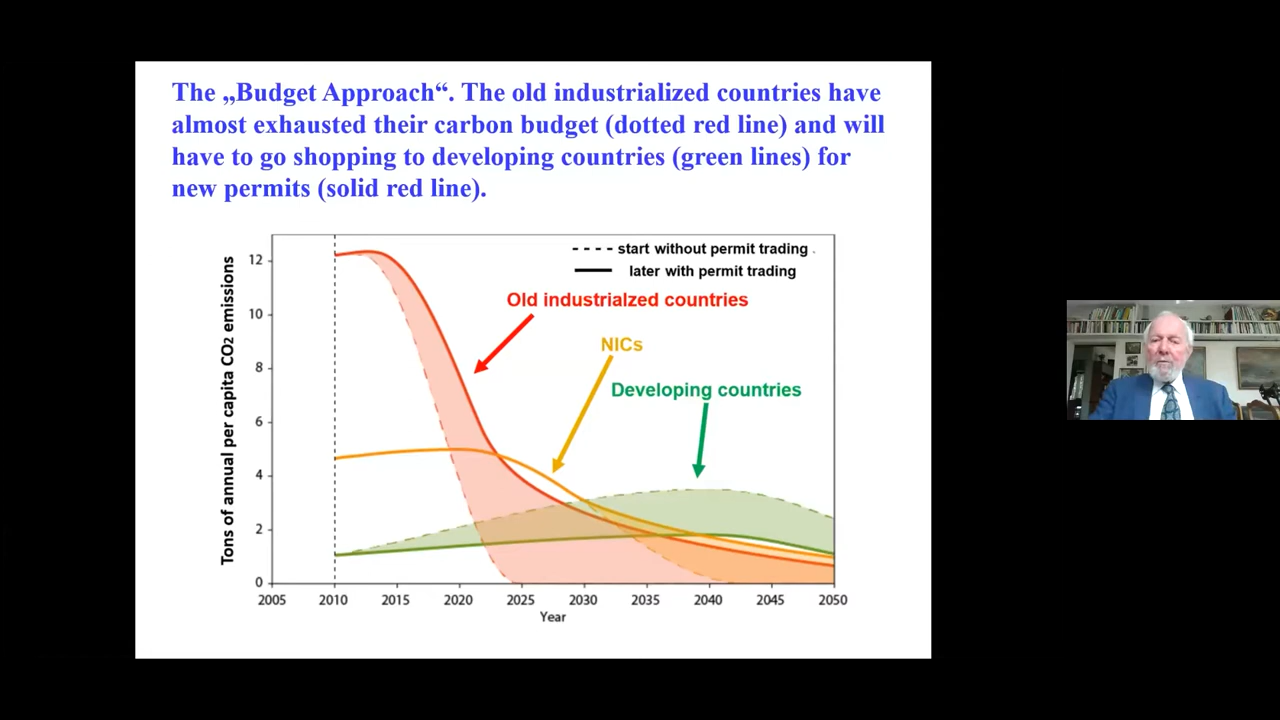 The „Budget Approach“. The old industrialized countries have
almost exhausted their carbon budget (dotted red line) and will
have to go shopping to developing countries (green lines) for
new permits (solid red line).
start without permit trading
later with permit trading
Old industrialzed countries
NICs
Developing countries
Tons of annual per capita CO2 emissions
12
10
8
6
4
2
0
2005 2010 2015 2020 2025 2030 2035 2040 2045 2050
Year